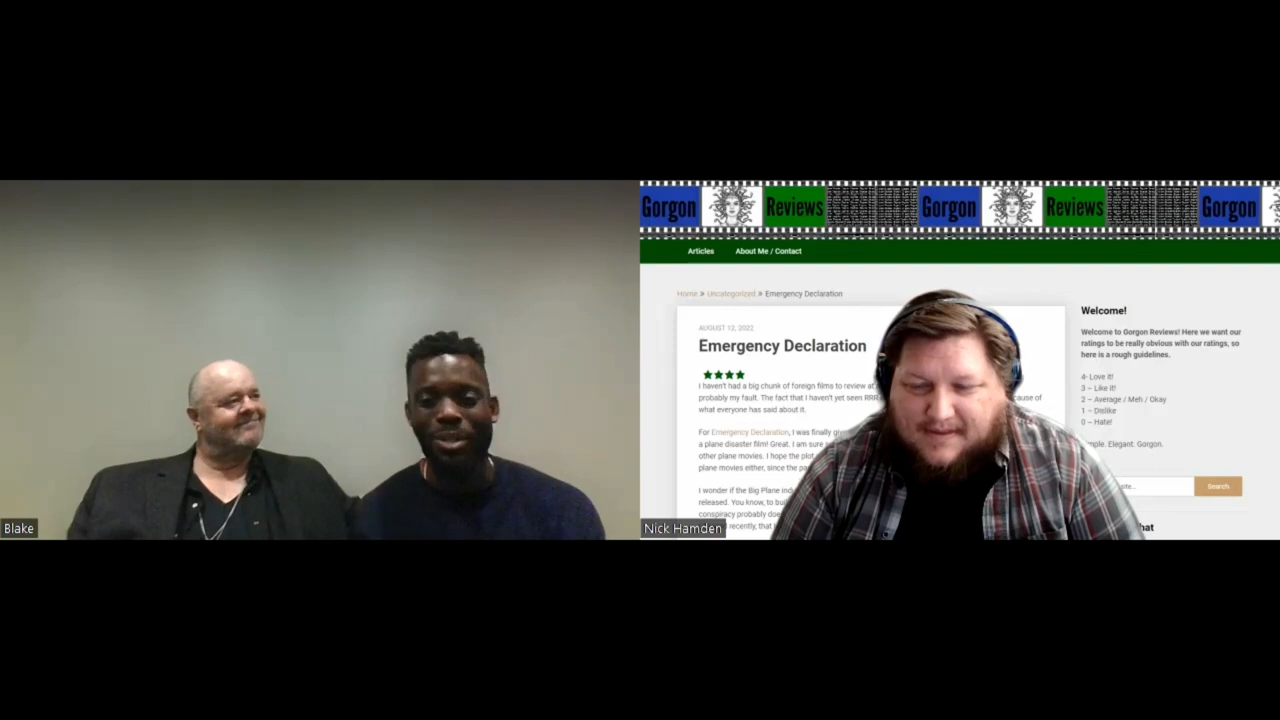 Gorgon Reviews Gorgon Reviews Gorgon
Articles About Me / Contact
Home » Uncategorized » Emergency Declaration
AUGUST 12, 2022
Emergency Declaration
I haven't had a big chunk of foreign films to review at
probably my fault. The fact that I haven't yet seen RRR cause of
what everyone has said about it.
For Emergency Declaration, I was finally
a plane disaster film! Great. I am sure
other plane movies. I hope the plot
plane movies either, since the
I wonder if the Big Plane
released. You know, to
conspiracy probably
recently, that
Welcome!
Welcome to Gorgon Reviews! Here we want our
ratings to be really obvious with our ratings, so
here is a rough guidelines.
4- Love it!
3 – Like it!
2 – Average / Meh / Okay
1 – Dislike
0 – Hate!
Elegant. Gorgon.
Search
Blake
Nick Hamden